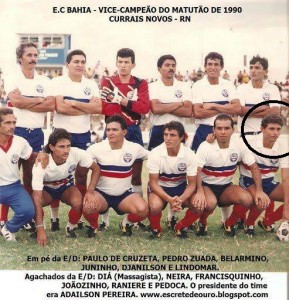 E.C BAHIA - VICE-CAMPEÃO DO MATUTÃO DE 1990
CURRAIS NOVOS - RN
Em pé da E/D: PAULO DE CRUZETA, PEDRO ZUADA. BELARMINO,
JUNINHO, DJANILSON E LINDOMAR.
Agachados da E/D: DIÁ (Massagista), NEIRA, FRANCISQUINHO,
JOÃOZINHO, RANIERE E PEDOCA. O presidente do time
era ADAILSON PEREIRA. www.escretedeouro.blogspot.com